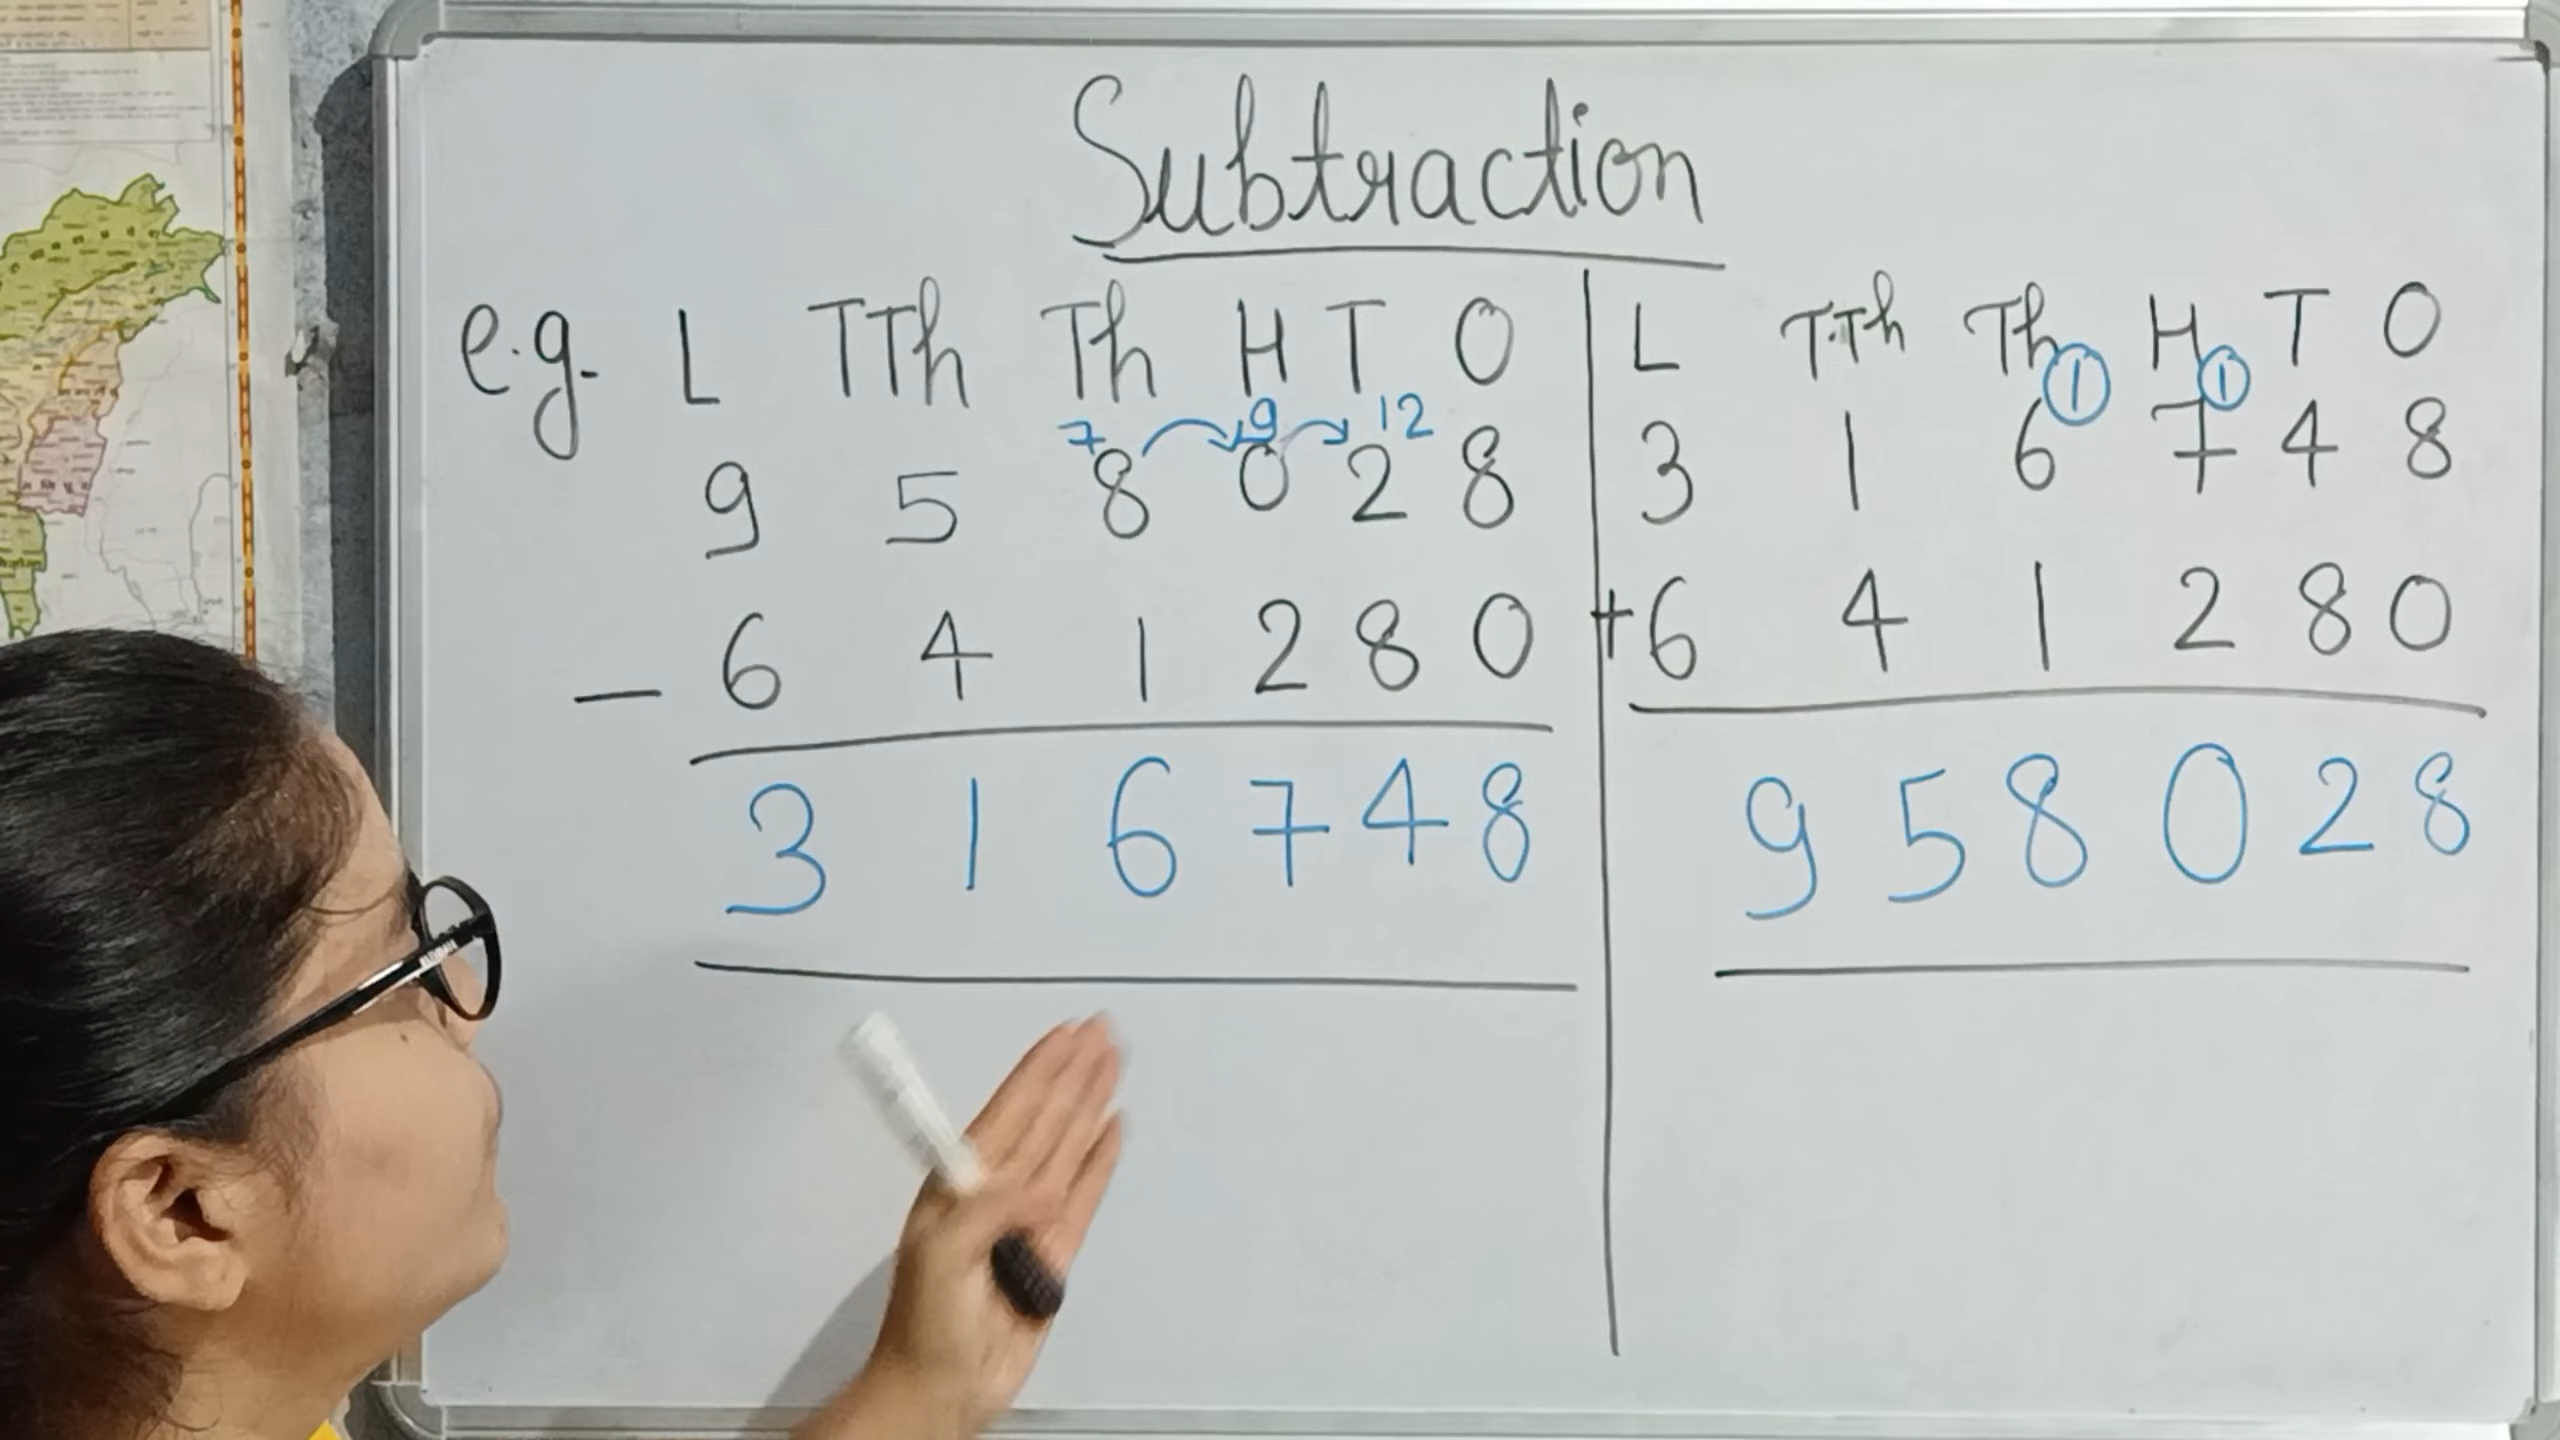 Subtraction
e.g. L TTh Th H T O
7 9 12
9 5 8 0 2 8
- 6 4 1 2 8 0
3 1 6 7 4 8
L T.Th Th H T O
1 1
3 1 6 7 4 8
+ 6 4 1 2 8 0
9 5 8 0 2 8